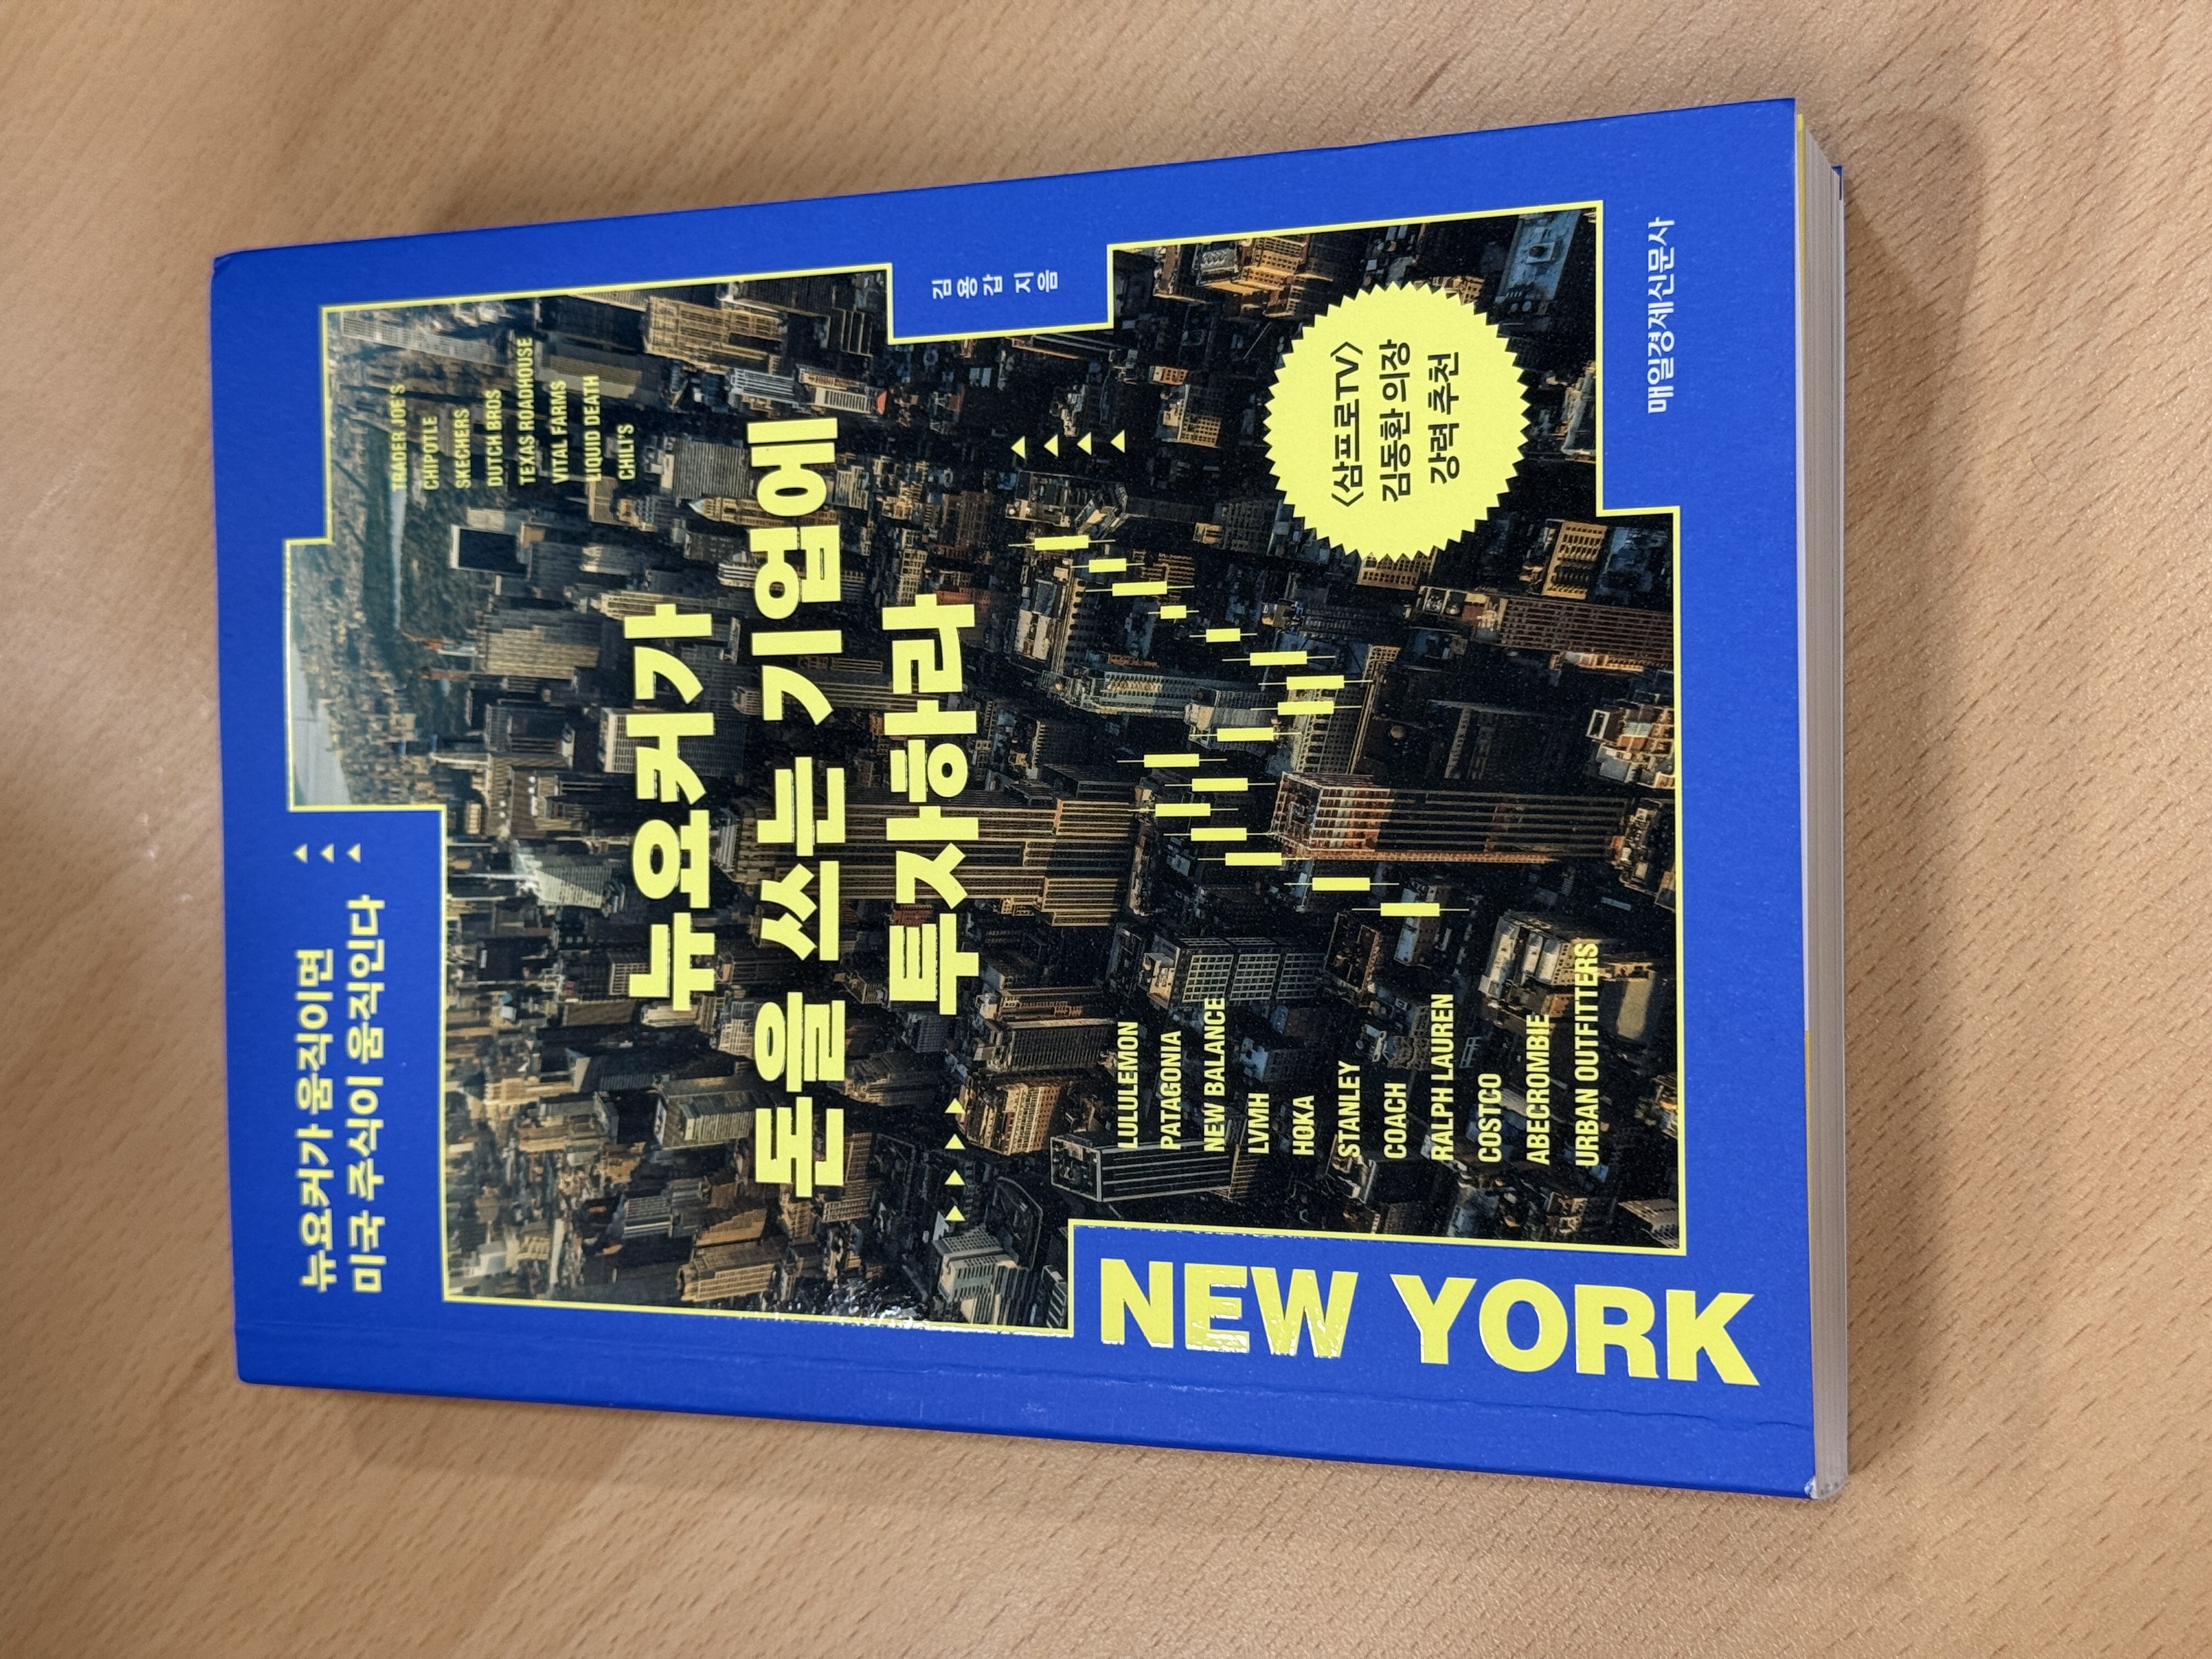 뉴요커가 움직이면
미국 주식이 움직인다
TRADER JOE'S
CHIPOTLE
SKECHERS
DUTCH BROS
TEXAS ROADHOUSE
VITAL FARMS
LIQUID DEATH
CHILI'S
뉴요커가
돈을 쓰는 기업에
투자하라
김용갑 지음
LULULEMON
PATAGONIA
NEW BALANCE
LVMH
HOKA
STANLEY
COACH
RALPH LAUREN
COSTCO
ABECROMBIE
URBAN OUTFITTERS
<삼프로TV>
김동환 의장
강력 추천
NEW YORK
매일경제신문사